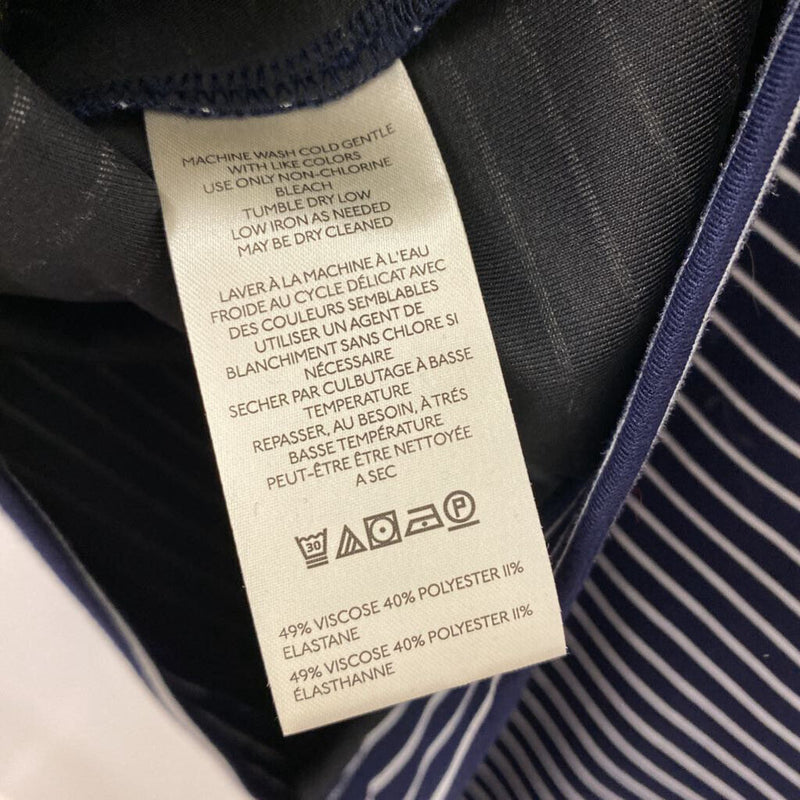 MACHINE WASH COLD GENTLE
WITH LIKE COLORS
USE ONLY NON-CHLORINE
BLEACH
TUMBLE DRY LOW
LOW IRON AS NEEDED
MAY BE DRY CLEANED
LAVER À LA MACHINE À L'EAU
FROIDE AU CYCLE DÉLICAT AVEC
DES COULEURS SEMBLABLES
UTILISER UN AGENT DE
BLANCHIMENT SANS CHLORE SI
NÉCESSAIRE
SECHER PAR CULBUTAGE À BASSE
TEMPERATURE
REPASSER, AU BESOIN, À TRÉS
BASSE TEMPÉRATURE
PEUT-ÊTRE ÊTRE NETTOYÉE
A SEC
30 P
49% VISCOSE 40% POLYESTER 11%
ELASTANE
49% VISCOSE 40% POLYESTER 11%
ÉLASTHANNE